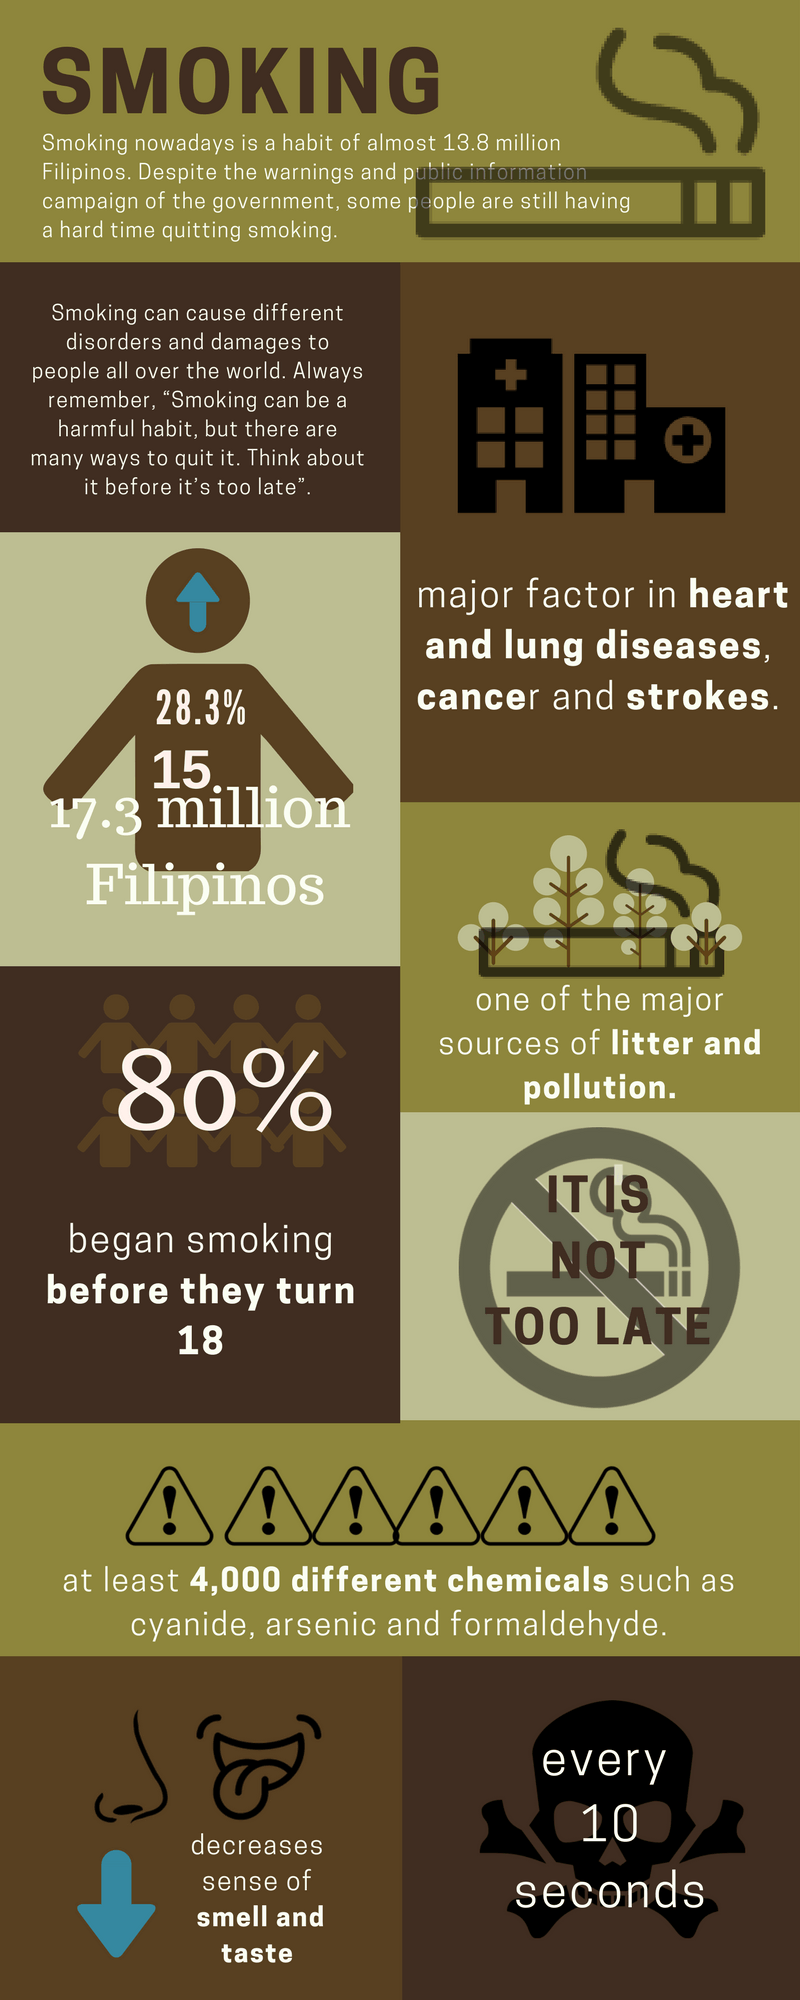 SMOKING
Smoking nowadays is a habit of almost 13.8 million
Filipinos. Despite the warnings and public information
campaign of the government, some people are still having
a hard time quitting smoking.
Smoking can cause different
disorders and damages to
people all over the world. Always
remember, “Smoking can be a
harmful habit, but there are
many ways to quit it. Think about
it before it’s too late”.
major factor in heart
and lung diseases,
cancer and strokes.
28.3%
15
17.3 million
Filipinos
one of the major
sources of litter and
pollution.
80%
began smoking
before they turn
18
IT IS
NOT
TOO LATE
at least 4,000 different chemicals such as
cyanide, arsenic and formaldehyde.
decreases
sense of
smell and
taste
every
10
seconds